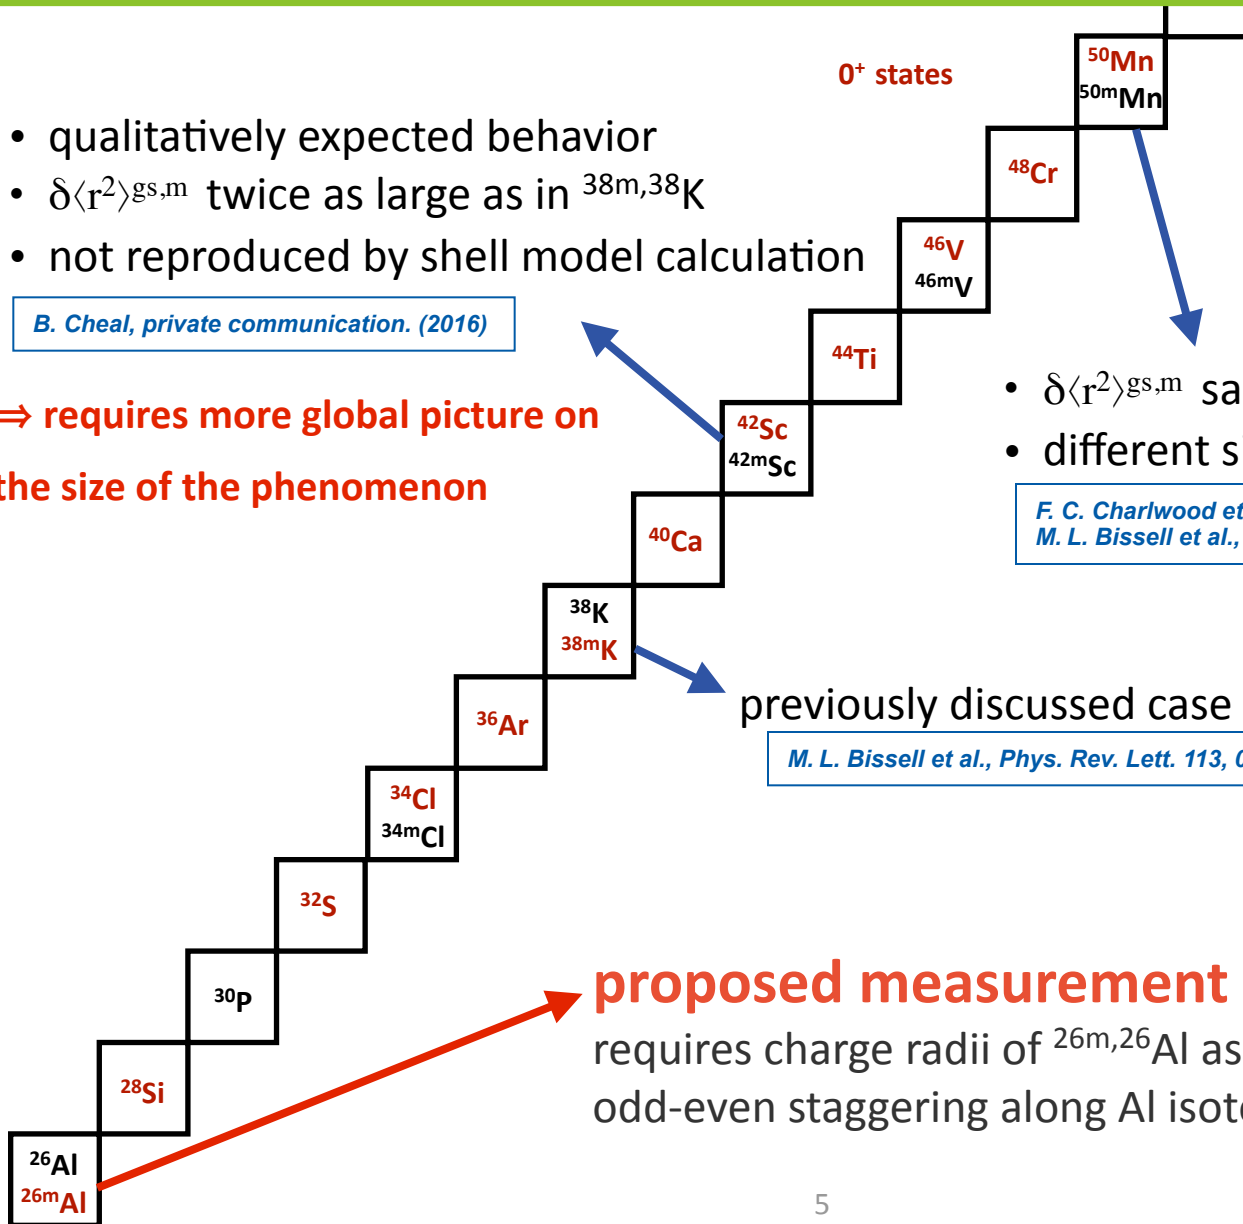 0⁺ states
⁵⁰Mn
⁵⁰ᵐMn
• qualitatively expected behavior
• δ⟨r²⟩ᵍˢ,ᵐ twice as large as in ³⁸ᵐ,³⁸K
• not reproduced by shell model calculation
B. Cheal, private communication. (2016)
⇒ requires more global picture on
the size of the phenomenon
⁴⁸Cr
⁴⁶V
⁴⁶ᵐV
⁴⁴Ti
• δ⟨r²⟩ᵍˢ,ᵐ sa
• different s
F. C. Charlwood et
M. L. Bissell et al.,
⁴²Sc
⁴²ᵐSc
⁴⁰Ca
³⁸K
³⁸ᵐK
previously discussed case
M. L. Bissell et al., Phys. Rev. Lett. 113, 0
³⁶Ar
³⁴Cl
³⁴ᵐCl
³²S
³⁰P
proposed measurement
requires charge radii of ²⁶ᵐ,²⁶Al as
odd-even staggering along Al isot
²⁸Si
²⁶Al
²⁶ᵐAl
5